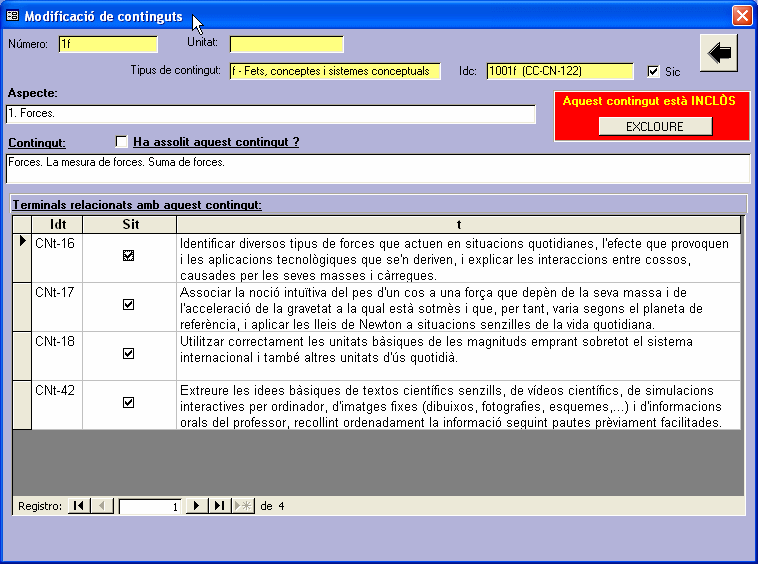 Modificació de continguts
Número: 1f Unitat:
Tipus de contingut: f - Fets, conceptes i sistemes conceptuals Idc: 1001f (CC-CN-122) Sic
Aspecte:
1. Forces.
Aquest contingut està INCLÒS
EXCLOURE
Contingut: Ha assolit aquest contingut ?
Forces. La mesura de forces. Suma de forces.
Terminals relacionats amb aquest contingut:
Idt Sit t
CNt-16 Identificar diversos tipus de forces que actuen en situacions quotidianes, l'efecte que provoquen
i les aplicacions tecnològiques que se'n deriven, i explicar les interaccions entre cossos,
causades per les seves masses i càrregues.
CNt-17 Associar la noció intuïtiva del pes d'un cos a una força que depèn de la seva massa i de
l'acceleració de la gravetat a la qual està sotmès i que, per tant, varia segons el planeta de
referència, i aplicar les lleis de Newton a situacions senzilles de la vida quotidiana.
CNt-18 Utilitzar correctament les unitats bàsiques de les magnituds emprant sobretot el sistema
internacional i també altres unitats d'ús quotidià.
CNt-42 Extreure les idees bàsiques de textos científics senzills, de vídeos científics, de simulacions
interactives per ordinador, d'imatges fixes (dibuixos, fotografies, esquemes,...) i d'informacions
orals del professor, recollint ordenadament la informació seguint pautes prèviament facilitades.
Registro: 1 de 4